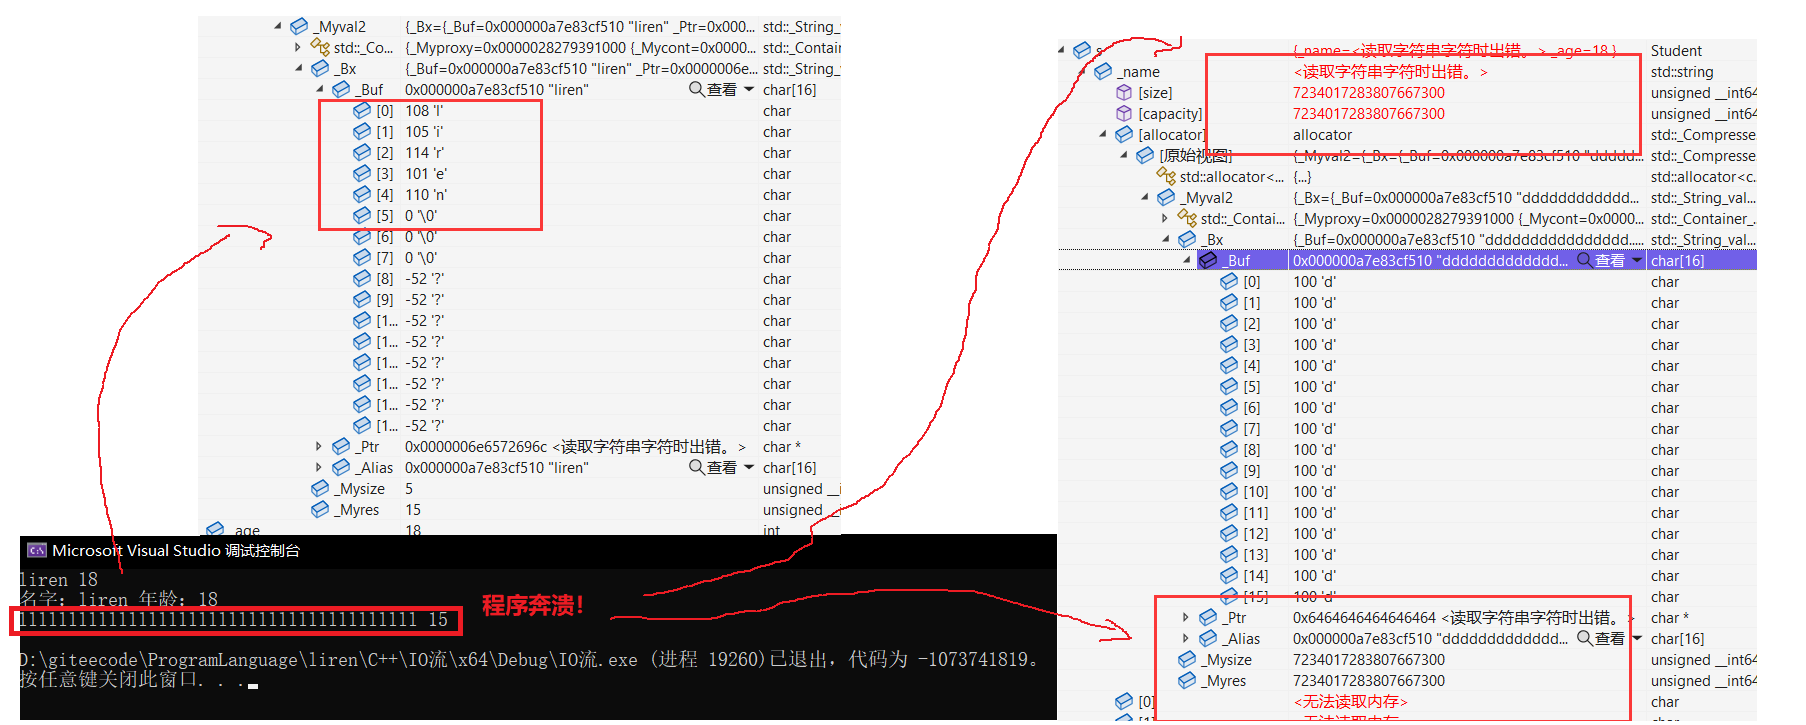 _Myval2 {_Bx={_Buf=0x000000a7e83cf510 "liren" _Ptr=0x000... std::_String_v
std::_Co... {_Myproxy=0x0000028279391000 {_Mycont=0x0000... std::_Contain
_Bx {_Buf=0x000000a7e83cf510 "liren" _Ptr=0x0000006e... std::_String_v
_Buf 0x000000a7e83cf510 "liren" 查看 char[16]
[0] 108 'l' char
[1] 105 'i' char
[2] 114 'r' char
[3] 101 'e' char
[4] 110 'n' char
[5] 0 '\0' char
[6] 0 '\0' char
[7] 0 '\0' char
[8] -52 '?' char
[9] -52 '?' char
[1... -52 '?' char
[1... -52 '?' char
[1... -52 '?' char
[1... -52 '?' char
[1... -52 '?' char
[1... -52 '?' char
_Ptr 0x0000006e6572696c <读取字符串字符时出错。> char *
_Alias 0x000000a7e83cf510 "liren" 查看 char[16]
_Mysize 5 unsigned __i
_Myres 15 unsigned __i
age 18 int
Microsoft Visual Studio 调试控制台
liren 18
名字：liren 年龄：18
程序奔溃！
D:\giteecode\ProgramLanguage\liren\C++\IO流\x64\Debug\IO流.exe (进程 19260)已退出，代码为 -1073741819。
按任意键关闭此窗口. . .
s {_name=<读取字符串字符时出错。> _age=18 } Student
_name <读取字符串字符时出错。> std::string
[size] 7234017283807667300 unsigned __int64
[capacity] 7234017283807667300 unsigned __int64
[allocator] allocator std::_Compresse
[原始视图] {_Myval2={_Bx={_Buf=0x000000a7e83cf510 "ddddd... std::_Compresse
std::allocator<... {...} std::allocator<c
_Myval2 {_Bx={_Buf=0x000000a7e83cf510 "dddddddddddd... std::_String_val...
std::_Contai... {_Myproxy=0x0000028279391000 {_Mycont=0x0000... std::_Container_
_Bx {_Buf=0x000000a7e83cf510 "dddddddddddddddd..... std::_String_val...
_Buf 0x000000a7e83cf510 "ddddddddddddd... 查看 char[16]
[0] 100 'd' char
[1] 100 'd' char
[2] 100 'd' char
[3] 100 'd' char
[4] 100 'd' char
[5] 100 'd' char
[6] 100 'd' char
[7] 100 'd' char
[8] 100 'd' char
[9] 100 'd' char
[10] 100 'd' char
[11] 100 'd' char
[12] 100 'd' char
[13] 100 'd' char
[14] 100 'd' char
[15] 100 'd' char
_Ptr 0x6464646464646464 <读取字符串字符时出错。> char *
_Alias 0x000000a7e83cf510 "ddddddddddddd... 查看 char[16]
_Mysize 7234017283807667300 unsigned __int64
_Myres 7234017283807667300 unsigned __int64
[0] <无法读取内存> char